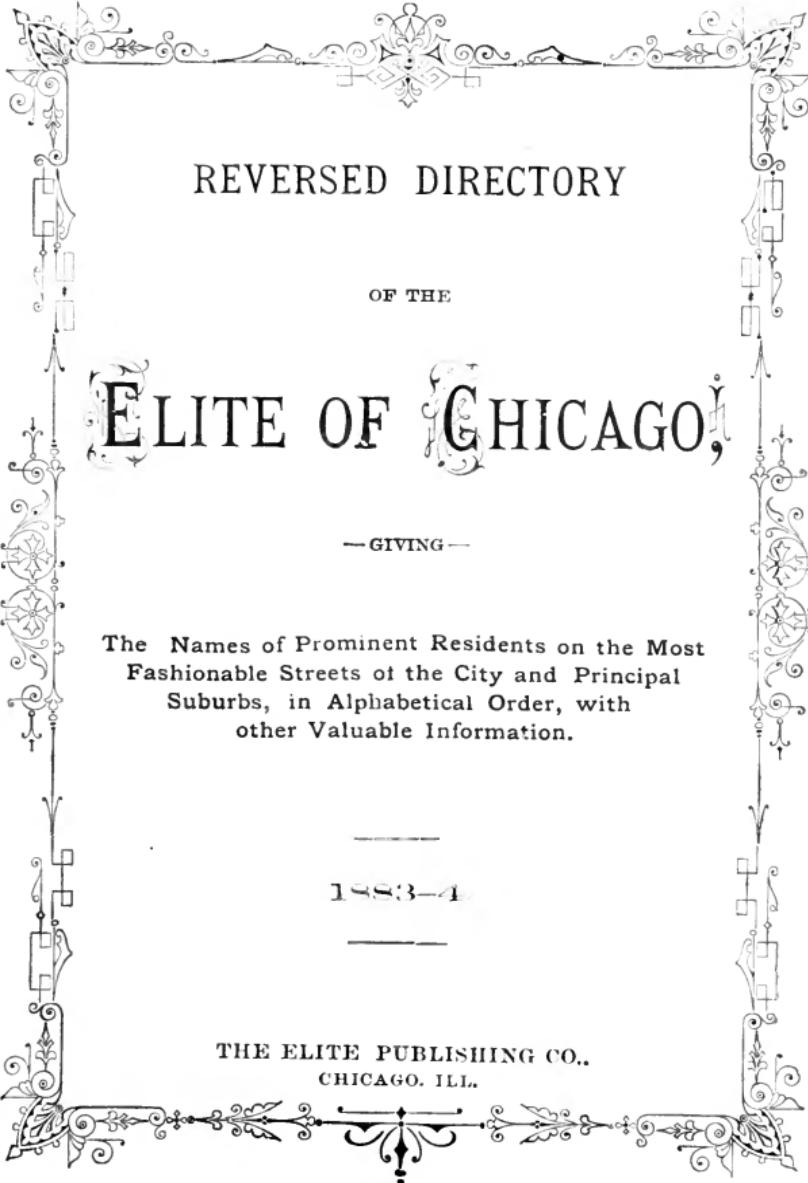 REVERSED DIRECTORY
OF THE
ELITE OF CHICAGO,
— GIVING —
The Names of Prominent Residents on the Most
Fashionable Streets of the City and Principal
Suburbs, in Alphabetical Order, with
other Valuable Information.
1883-4
THE ELITE PUBLISHING CO.,
CHICAGO. ILL.